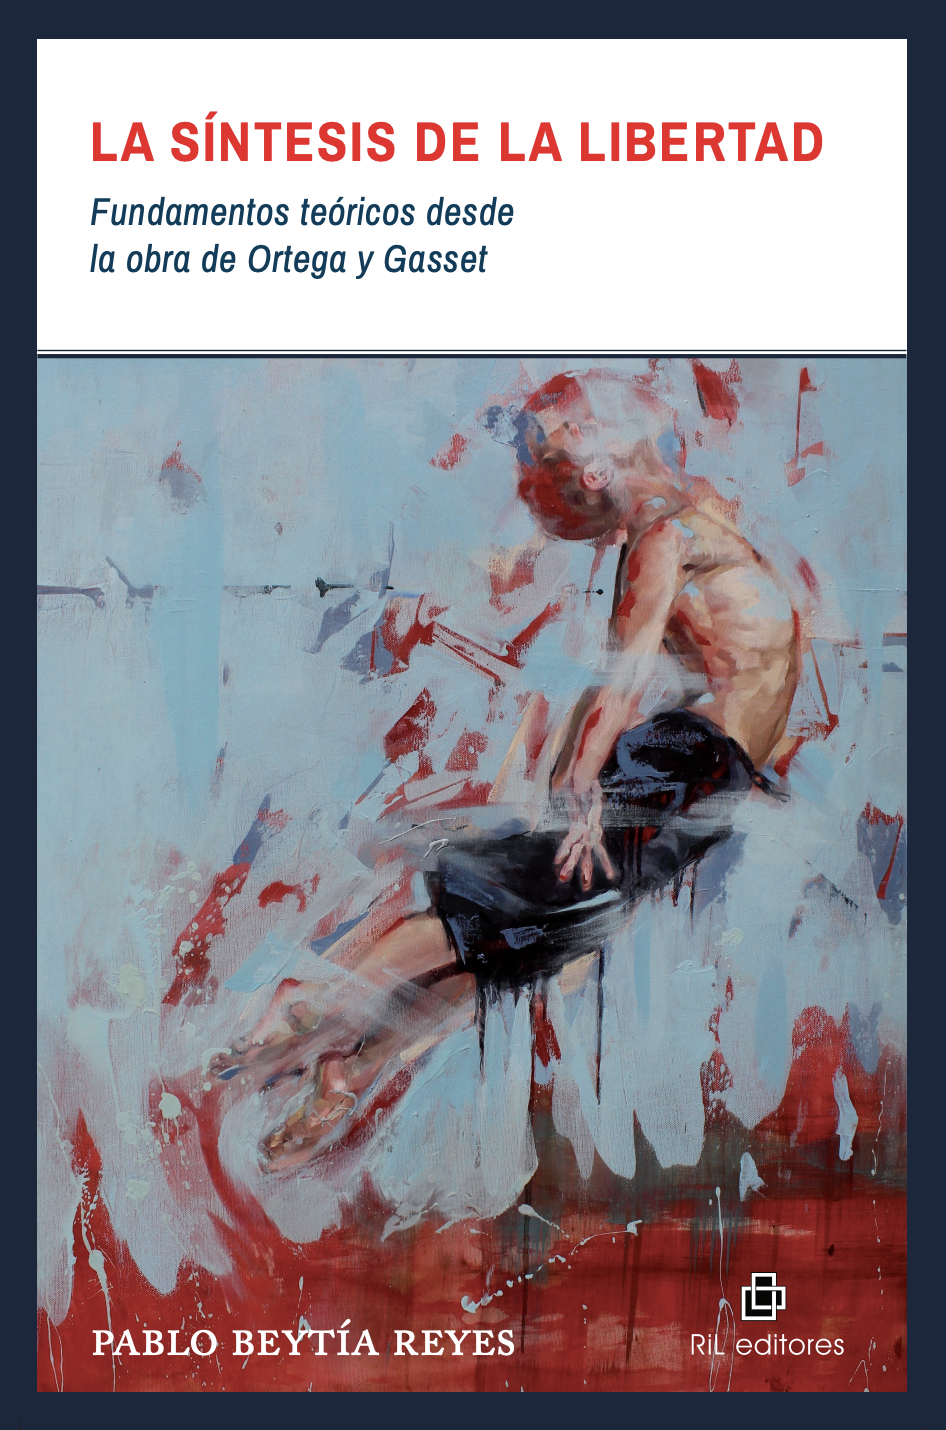 LA SÍNTESIS DE LA LIBERTAD
Fundamentos teóricos desde
la obra de Ortega y Gasset
PABLO BEYTÍA REYES
RiL editores